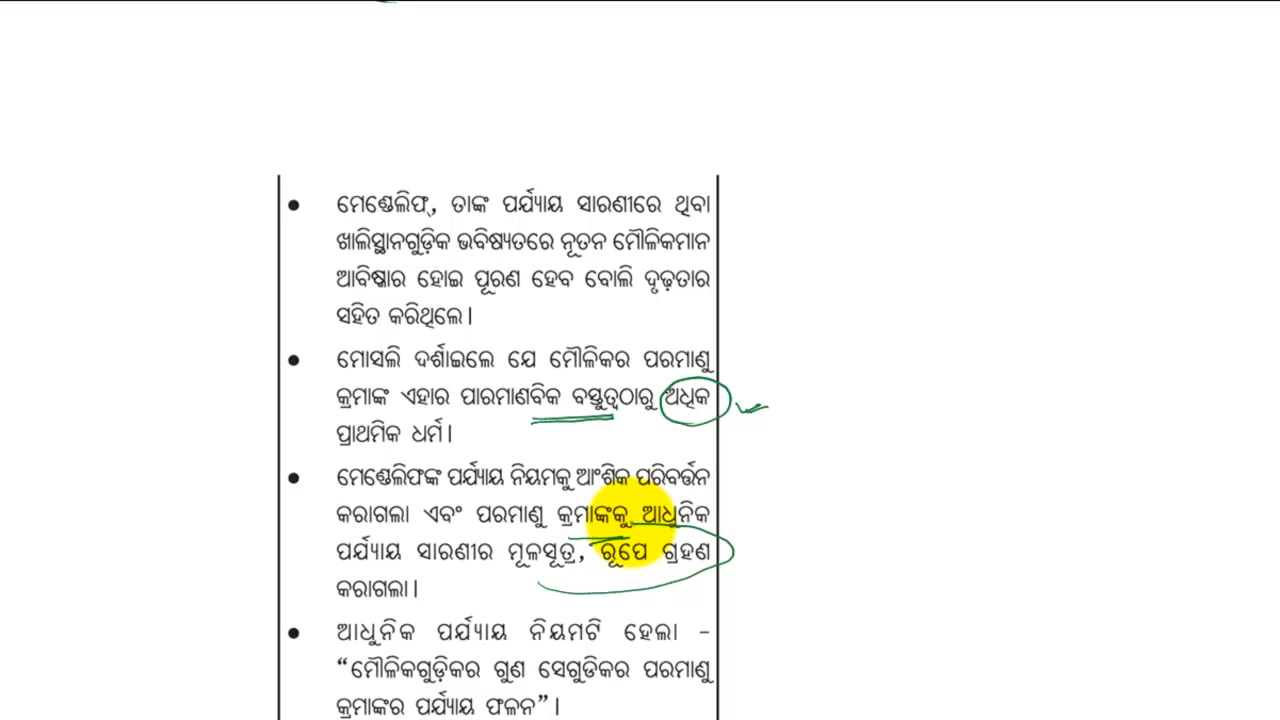 ● ମେଣ୍ଡେଲିଫ୍, ତାଙ୍କ ପର୍ଯ୍ୟାୟ ସାରଣୀରେ ଥିବା
ଖାଲିସ୍ଥାନଗୁଡ଼ିକ ଭବିଷ୍ୟତରେ ନୂତନ ମୌଳିକମାନ
ଆବିଷ୍କାର ହୋଇ ପୂରଣ ହେବ ବୋଲି ଦୃଢ଼ତାର
ସହିତ କରିଥିଲେ।
● ମୋସଲି ଦର୍ଶାଇଲେ ଯେ ମୌଳିକର ପରମାଣୁ
କ୍ରମାଙ୍କ ଏହାର ପାରମାଣବିକ ବସ୍ତୁତ୍ୱଠାରୁ ଅଧିକ
ପ୍ରାଥମିକ ଧର୍ମ।
● ମେଣ୍ଡେଲିଫଙ୍କ ପର୍ଯ୍ୟାୟ ନିୟମକୁ ଆଂଶିକ ପରିବର୍ତ୍ତନ
କରାଗଲା ଏବଂ ପରମାଣୁ କ୍ରମାଙ୍କକୁ ଆଧୁନିକ
ପର୍ଯ୍ୟାୟ ସାରଣୀର ମୂଳସୂତ୍ର, ରୂପେ ଗ୍ରହଣ
କରାଗଲା।
● ଆଧୁନିକ ପର୍ଯ୍ୟାୟ ନିୟମଟି ହେଲା –
“ମୌଳିକଗୁଡ଼ିକର ଗୁଣ ସେଗୁଡିକର ପରମାଣୁ
କ୍ରମାଙ୍କର ପର୍ଯ୍ୟାୟ ଫଳନ”।